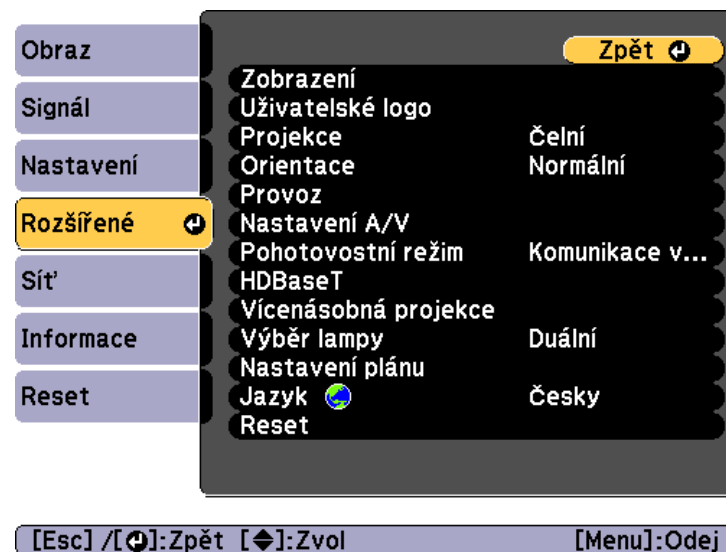 Obraz
Signál
Nastavení
Rozšířené
Síť
Informace
Reset
Zpět
Zobrazení
Uživatelské logo
Projekce Čelní
Orientace Normální
Provoz
Nastavení A/V
Pohotovostní režim Komunikace v...
HDBaseT
Vícenásobná projekce
Výběr lampy Duální
Nastavení plánu
Jazyk Česky
Reset
[Esc] /[ ]:Zpět [ ]:Zvol [Menu]:Odej